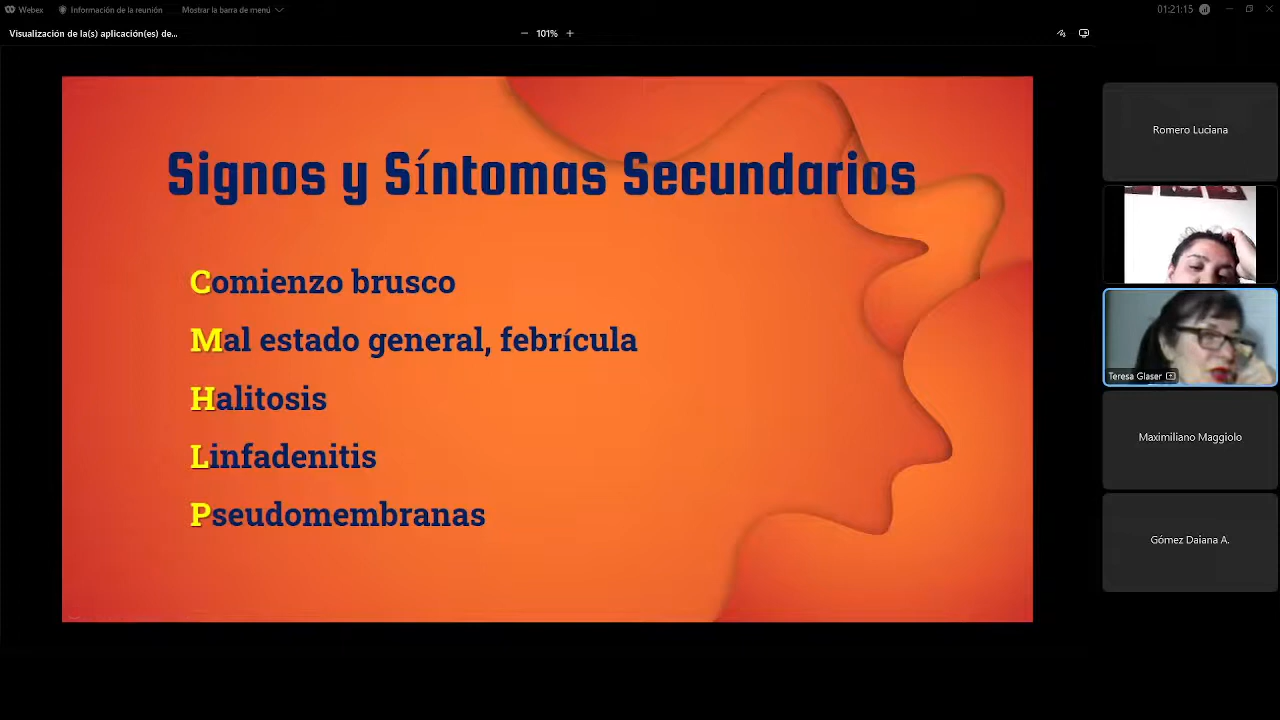 Webex
Información de la reunión
Mostrar la barra de menú
01:21:15
Visualización de la(s) aplicación(es) de...
101%
Signos y Síntomas Secundarios
Comienzo brusco
Mal estado general, febrícula
Halitosis
Linfadenitis
Pseudomembranas
Romero Luciana
Teresa Glaser
Maximiliano Maggiolo
Gómez Daiana A.